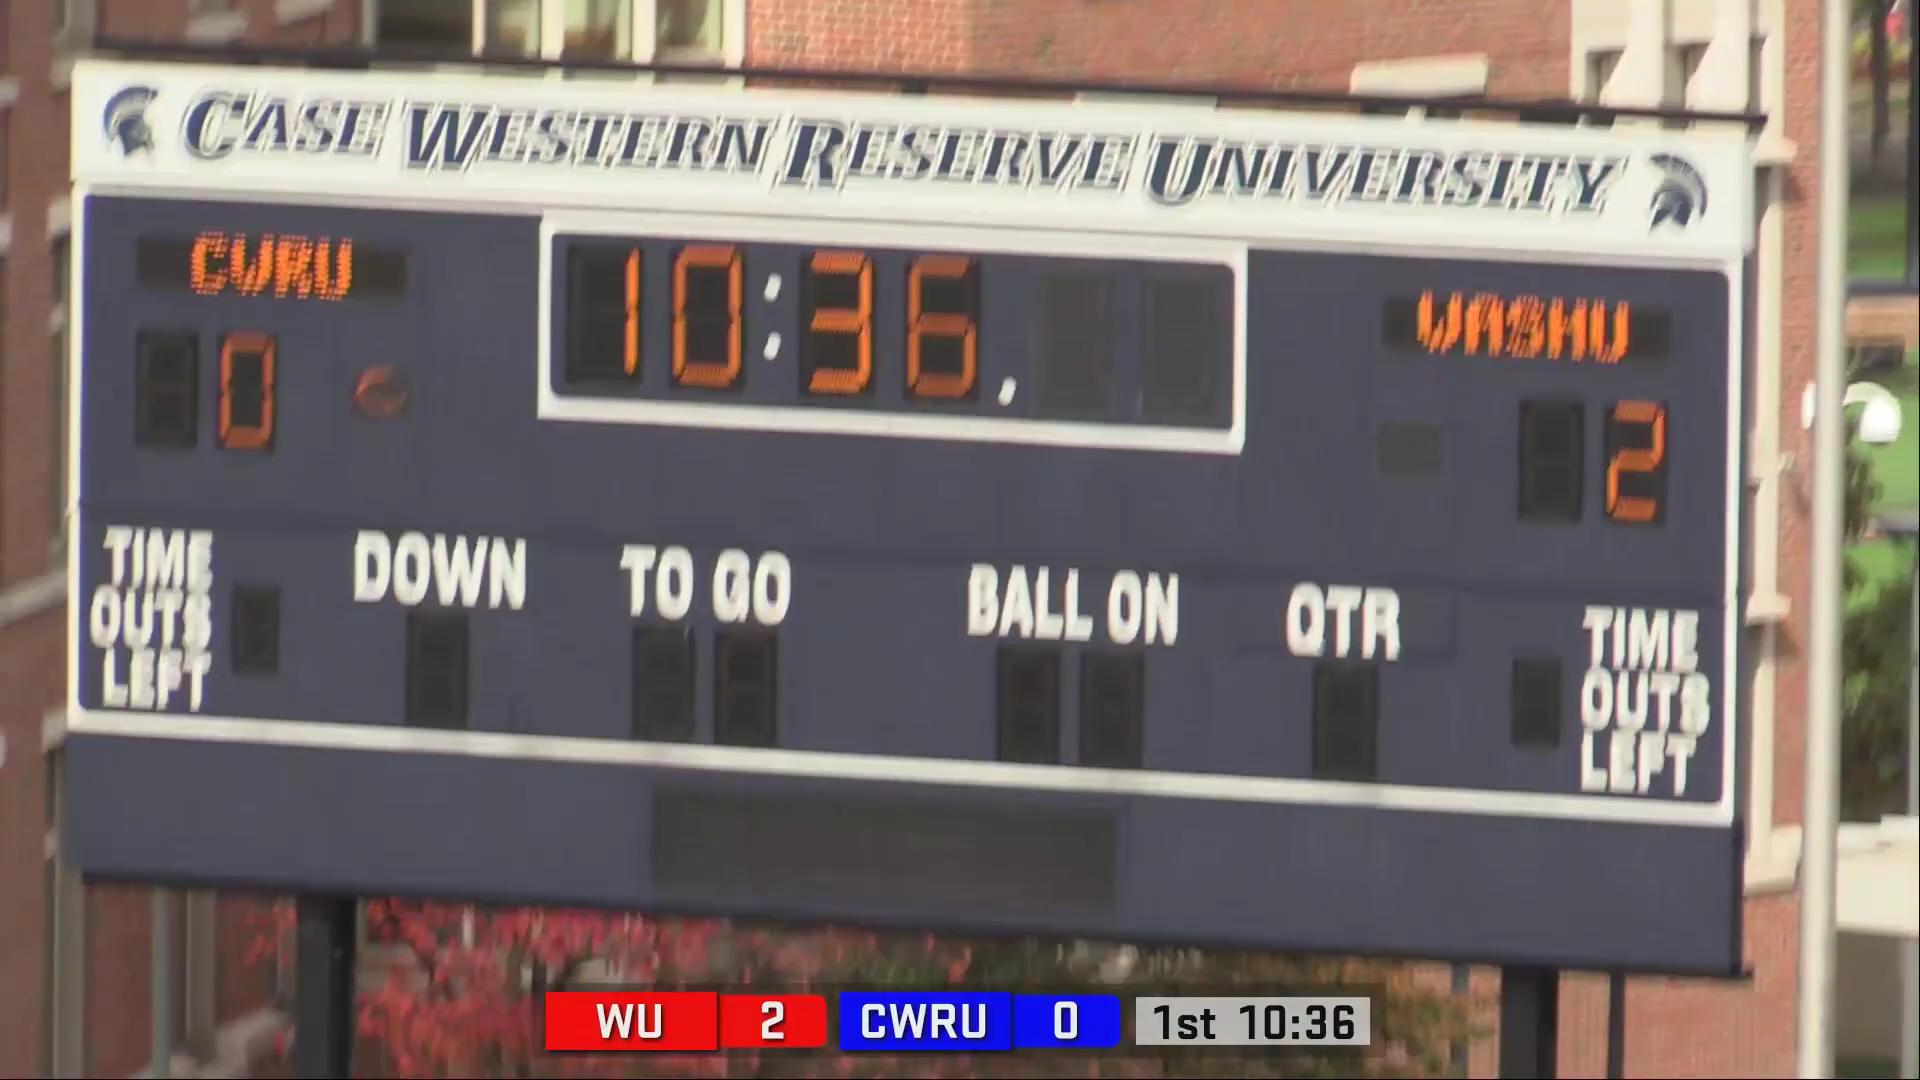 CASE WESTERN RESERVE UNIVERSITY
CWRU
10:36
WASHU
0
2
TIME
OUTS
LEFT
DOWN
TO GO
BALL ON
QTR
TIME
OUTS
LEFT
WU 2 CWRU 0 1st 10:36